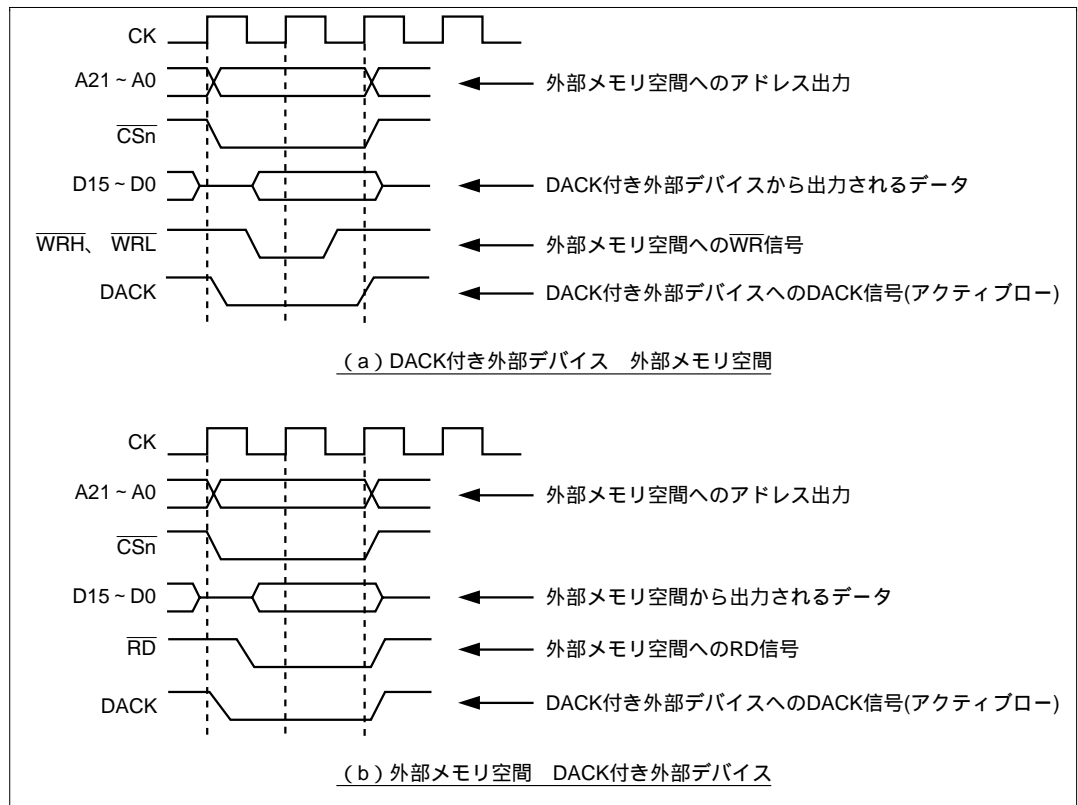 CK
A21 ~ A0 外部メモリ空間へのアドレス出力
C̅S̅n̅
D15 ~ D0 DACK付き外部デバイスから出力されるデータ
W̅R̅H̅、 W̅R̅L̅ 外部メモリ空間へのW̅R̅信号
DACK DACK付き外部デバイスへのDACK信号(アクティブロー)
(a)DACK付き外部デバイス 外部メモリ空間
CK
A21 ~ A0 外部メモリ空間へのアドレス出力
C̅S̅n̅
D15 ~ D0 外部メモリ空間から出力されるデータ
R̅D̅ 外部メモリ空間へのRD信号
DACK DACK付き外部デバイスへのDACK信号(アクティブロー)
(b)外部メモリ空間 DACK付き外部デバイス